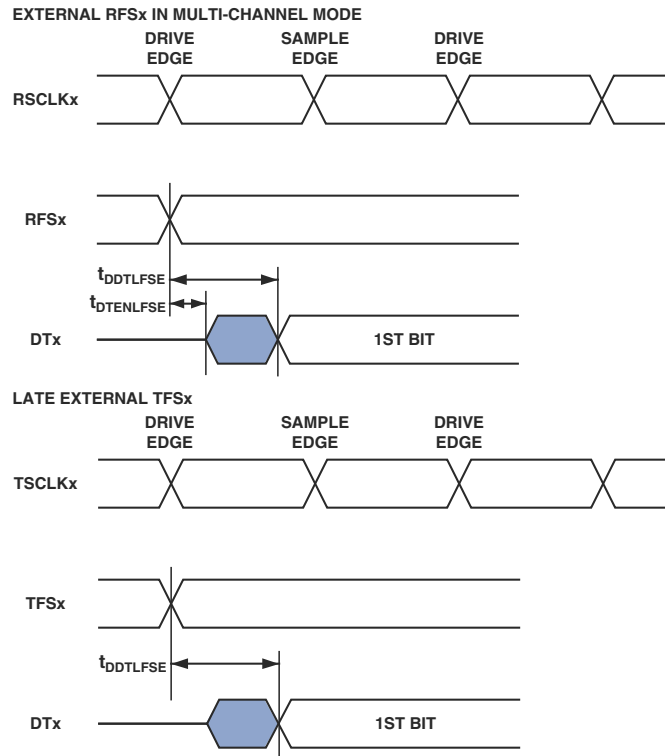 EXTERNAL RFSx IN MULTI-CHANNEL MODE
DRIVE EDGE
SAMPLE EDGE
DRIVE EDGE
RSCLKx
RFSx
tDDTLFSE
tDTENLFSE
DTx
1ST BIT
LATE EXTERNAL TFSx
DRIVE EDGE
SAMPLE EDGE
DRIVE EDGE
TSCLKx
TFSx
tDDTLFSE
DTx
1ST BIT